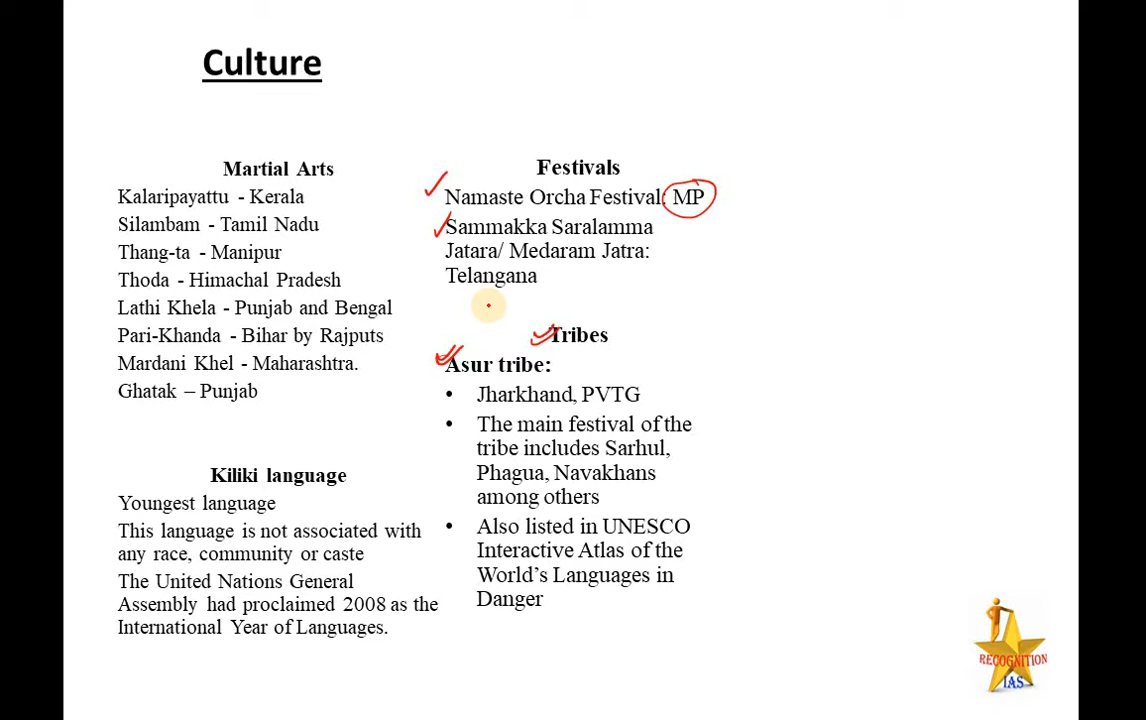 Culture
Martial Arts
Kalaripayattu - Kerala
Silambam - Tamil Nadu
Thang-ta - Manipur
Thoda - Himachal Pradesh
Lathi Khela - Punjab and Bengal
Pari-Khanda - Bihar by Rajputs
Mardani Khel - Maharashtra.
Ghatak – Punjab
Kiliki language
Youngest language
This language is not associated with
any race, community or caste
The United Nations General
Assembly had proclaimed 2008 as the
International Year of Languages.
Festivals
Namaste Orcha Festival: MP
Sammakka Saralamma
Jatara/ Medaram Jatra:
Telangana
Tribes
Asur tribe:
• Jharkhand, PVTG
• The main festival of the
tribe includes Sarhul,
Phagua, Navakhans
among others
• Also listed in UNESCO
Interactive Atlas of the
World's Languages in
Danger
RECOGNITION
IAS